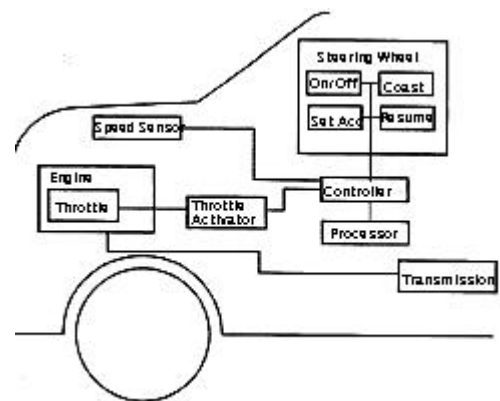 Steering Wheel
On/Off
Coast
Set Acc
Resume
Speed Sensor
Engine
Throttle
Throttle
Activator
Controller
Processor
Transmission